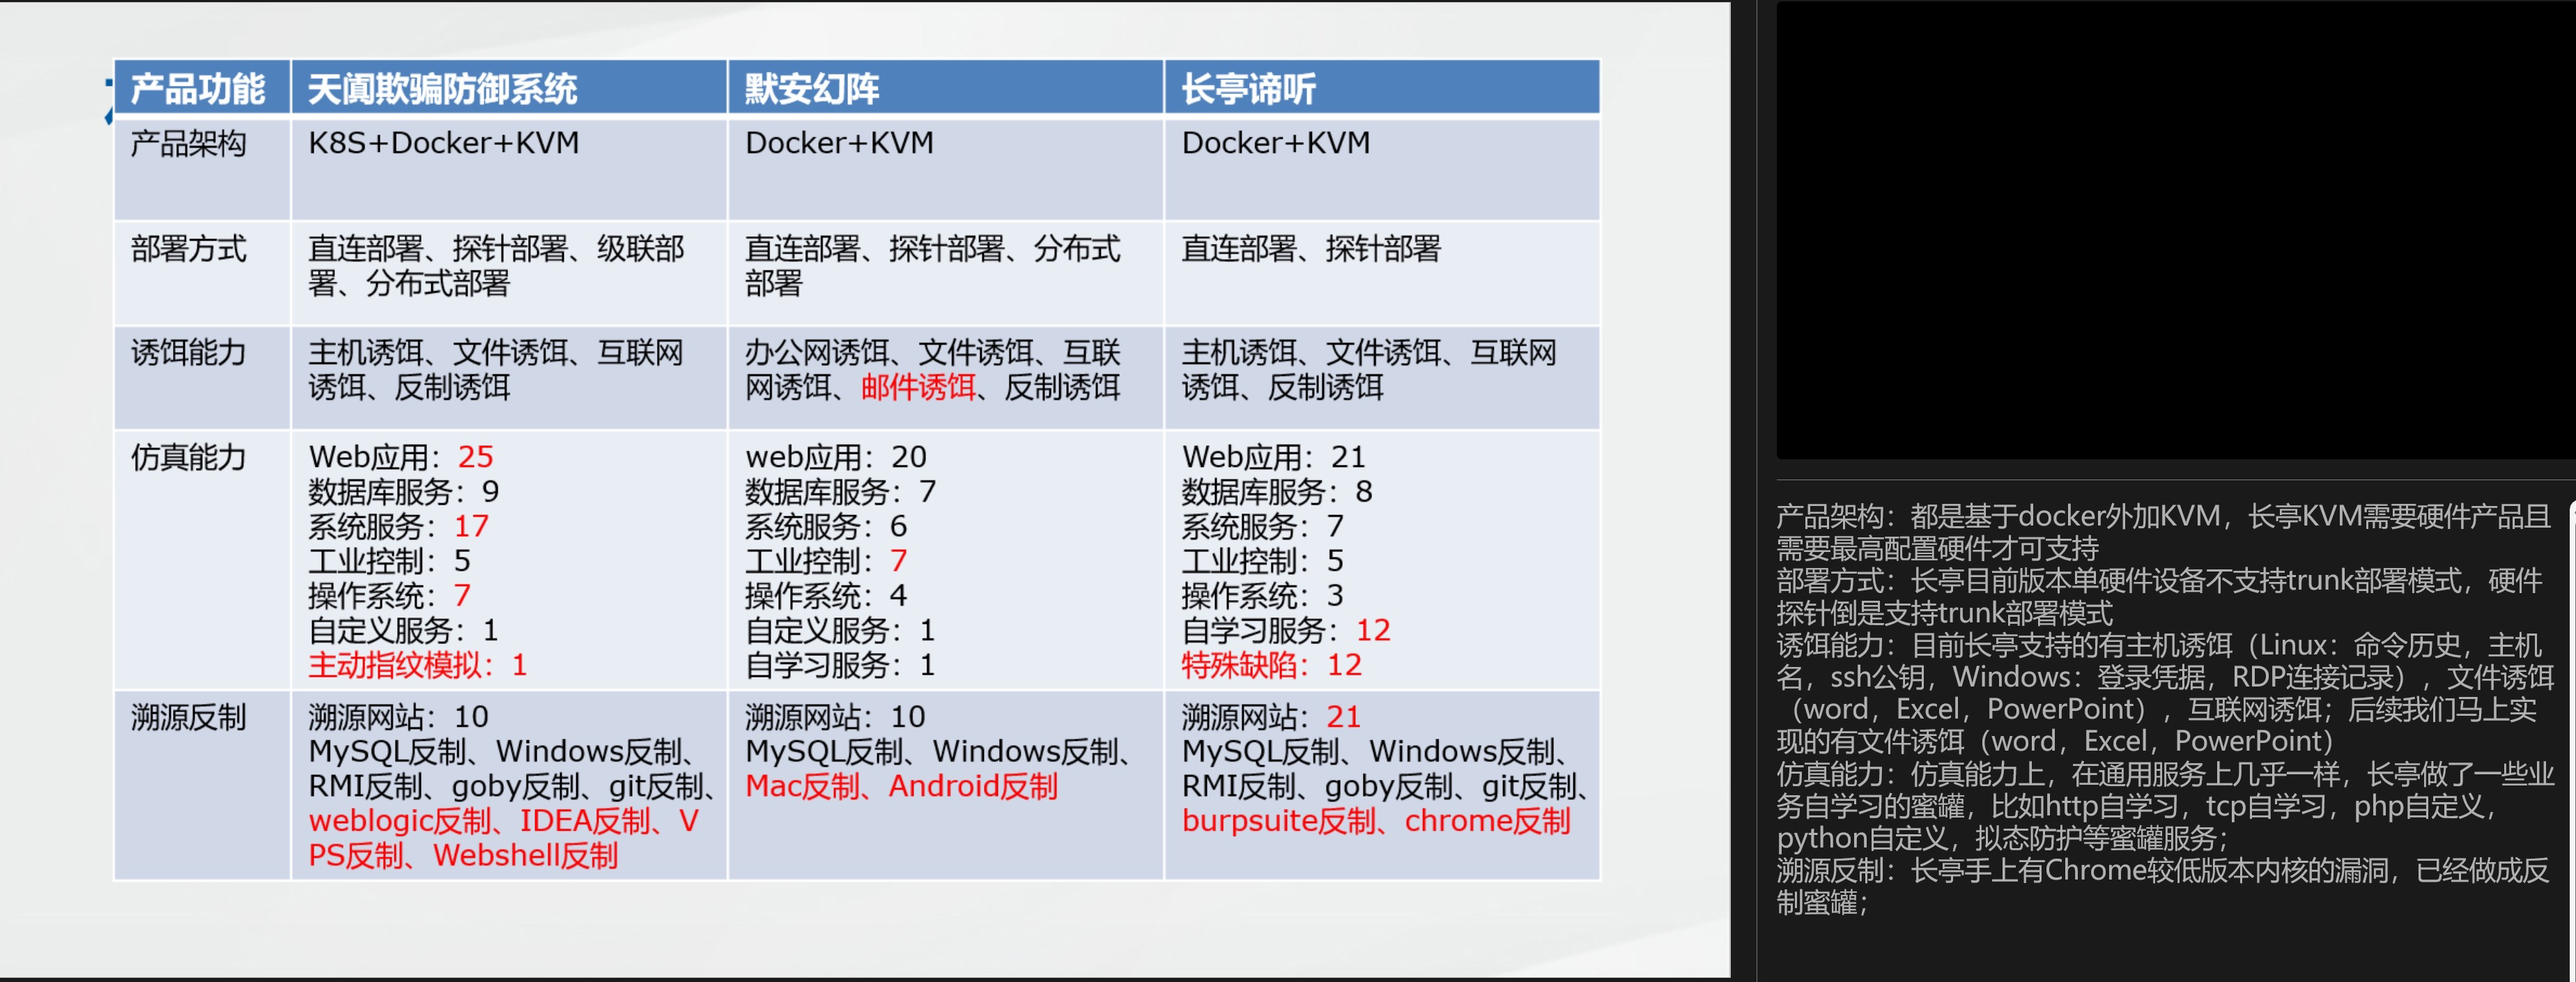 产品功能
天阗欺骗防御系统
默安幻阵
长亭谛听
产品架构
K8S+Docker+KVM
Docker+KVM
Docker+KVM
部署方式
直连部署、探针部署、级联部
署、分布式部署
直连部署、探针部署、分布式
部署
直连部署、探针部署
诱饵能力
主机诱饵、文件诱饵、互联网
诱饵、反制诱饵
办公网诱饵、文件诱饵、互联
网诱饵、邮件诱饵、反制诱饵
主机诱饵、文件诱饵、互联网
诱饵、反制诱饵
仿真能力
Web应用：25
数据库服务：9
系统服务：17
工业控制：5
操作系统：7
自定义服务：1
主动指纹模拟：1
web应用：20
数据库服务：7
系统服务：6
工业控制：7
操作系统：4
自定义服务：1
自学习服务：1
Web应用：21
数据库服务：8
系统服务：7
工业控制：5
操作系统：3
自学习服务：12
特殊缺陷：12
溯源反制
溯源网站：10
MySQL反制、Windows反制、
RMI反制、goby反制、git反制、
weblogic反制、IDEA反制、V
PS反制、Webshell反制
溯源网站：10
MySQL反制、Windows反制、
Mac反制、Android反制
溯源网站：21
MySQL反制、Windows反制、
RMI反制、goby反制、git反制、
burpsuite反制、chrome反制
产品架构：都是基于docker外加KVM，长亭KVM需要硬件产品且
需要最高配置硬件才可支持
部署方式：长亭目前版本单硬件设备不支持trunk部署模式，硬件
探针倒是支持trunk部署模式
诱饵能力：目前长亭支持的有主机诱饵（Linux：命令历史，主机
名，ssh公钥，Windows：登录凭据，RDP连接记录），文件诱饵
（word，Excel，PowerPoint），互联网诱饵；后续我们马上实
现的有文件诱饵（word，Excel，PowerPoint）
仿真能力：仿真能力上，在通用服务上几乎一样，长亭做了一些业
务自学习的蜜罐，比如http自学习，tcp自学习，php自定义，
python自定义，拟态防护等蜜罐服务；
溯源反制：长亭手上有Chrome较低版本内核的漏洞，已经做成反
制蜜罐；